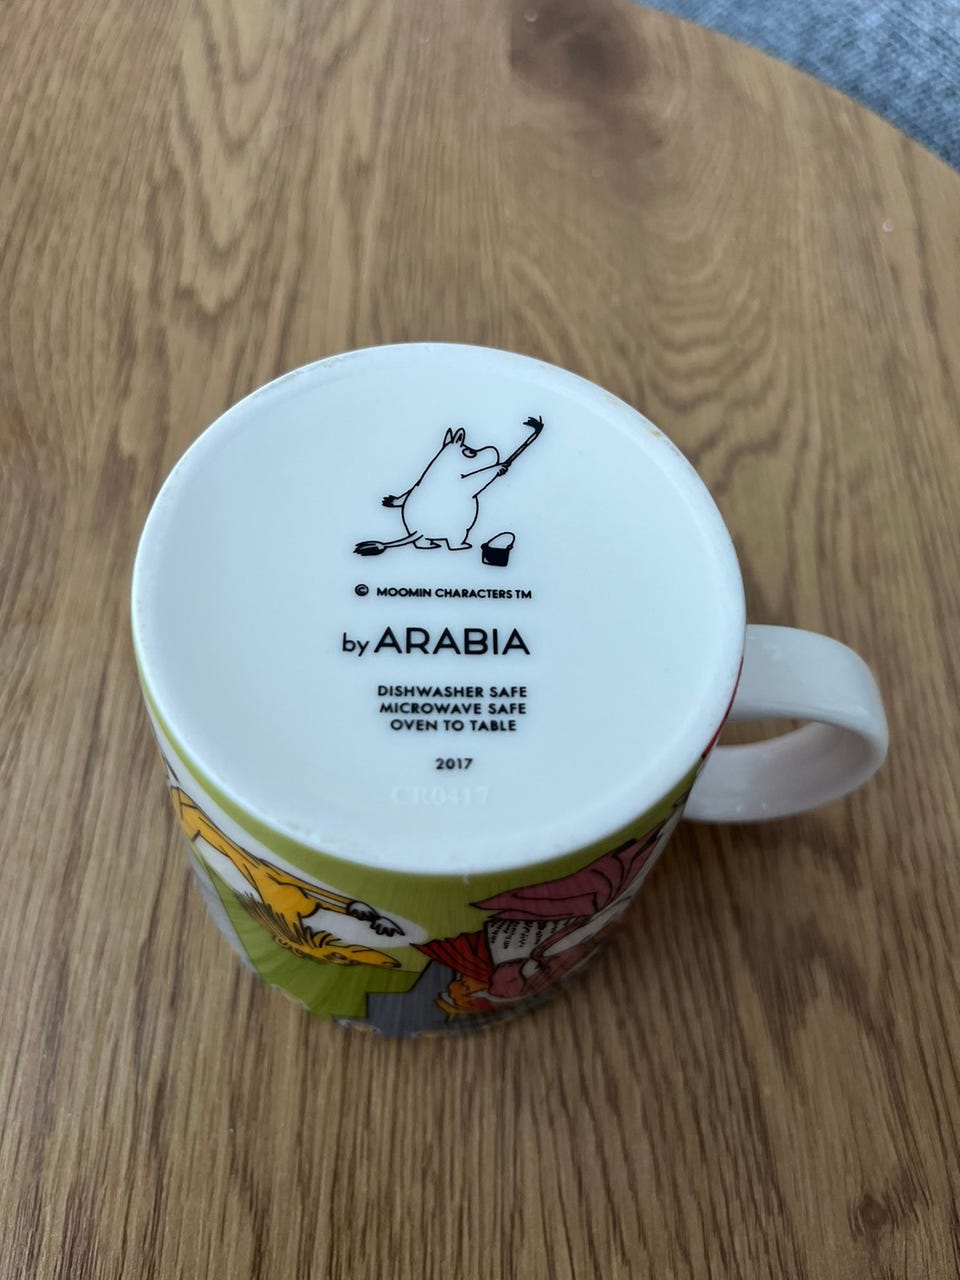 © MOOMIN CHARACTERS TM
by ARABIA
DISHWASHER SAFE
MICROWAVE SAFE
OVEN TO TABLE
2017
CR0417